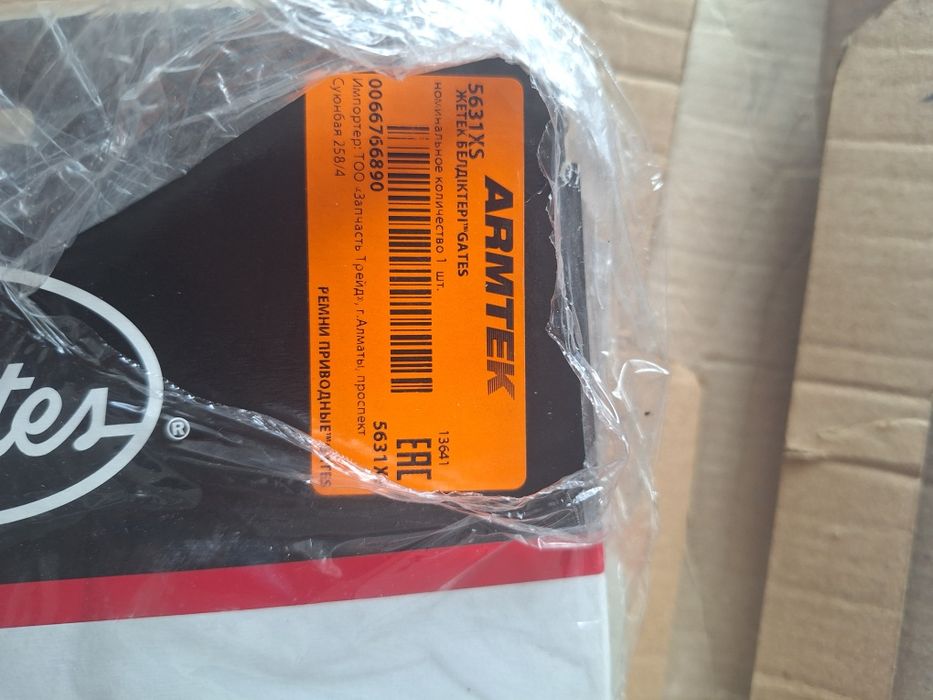 ARMTEK
5631XS
ЖЕТЕК БЕЛДІКТЕРІ™GATES
номинальное количество 1 шт.
13641
EAC
0066766890
5631X
Импортер: ТОО «Запчасть Трейд», г.Алматы, проспект
Суюнбая 258/4
РЕМНИ ПРИВОДНЫЕ™GATES
tes®